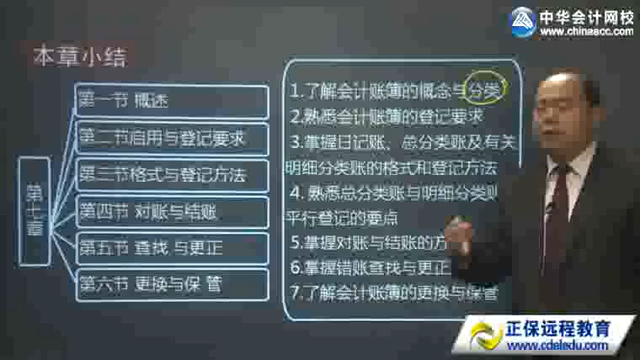 中华会计网校
www.chinaacc.com
本章小结
第七章
第一节 概述
第二节启用与登记要求
第三节格式与登记方法
第四节 对账与结账
第五节 查找 与更正
第六节 更换与保 管
1.了解会计账簿的概念与分类
2.熟悉会计账簿的登记要求
3.掌握日记账、总分类账及有关
明细分类账的格式和登记方法
4. 熟悉总分类账与明细分类账
平行登记的要点
5.掌握对账与结账的方
6.掌握错账查找与更正
7.了解会计账簿的更换与保管
正保远程教育
www.cdeledu.com